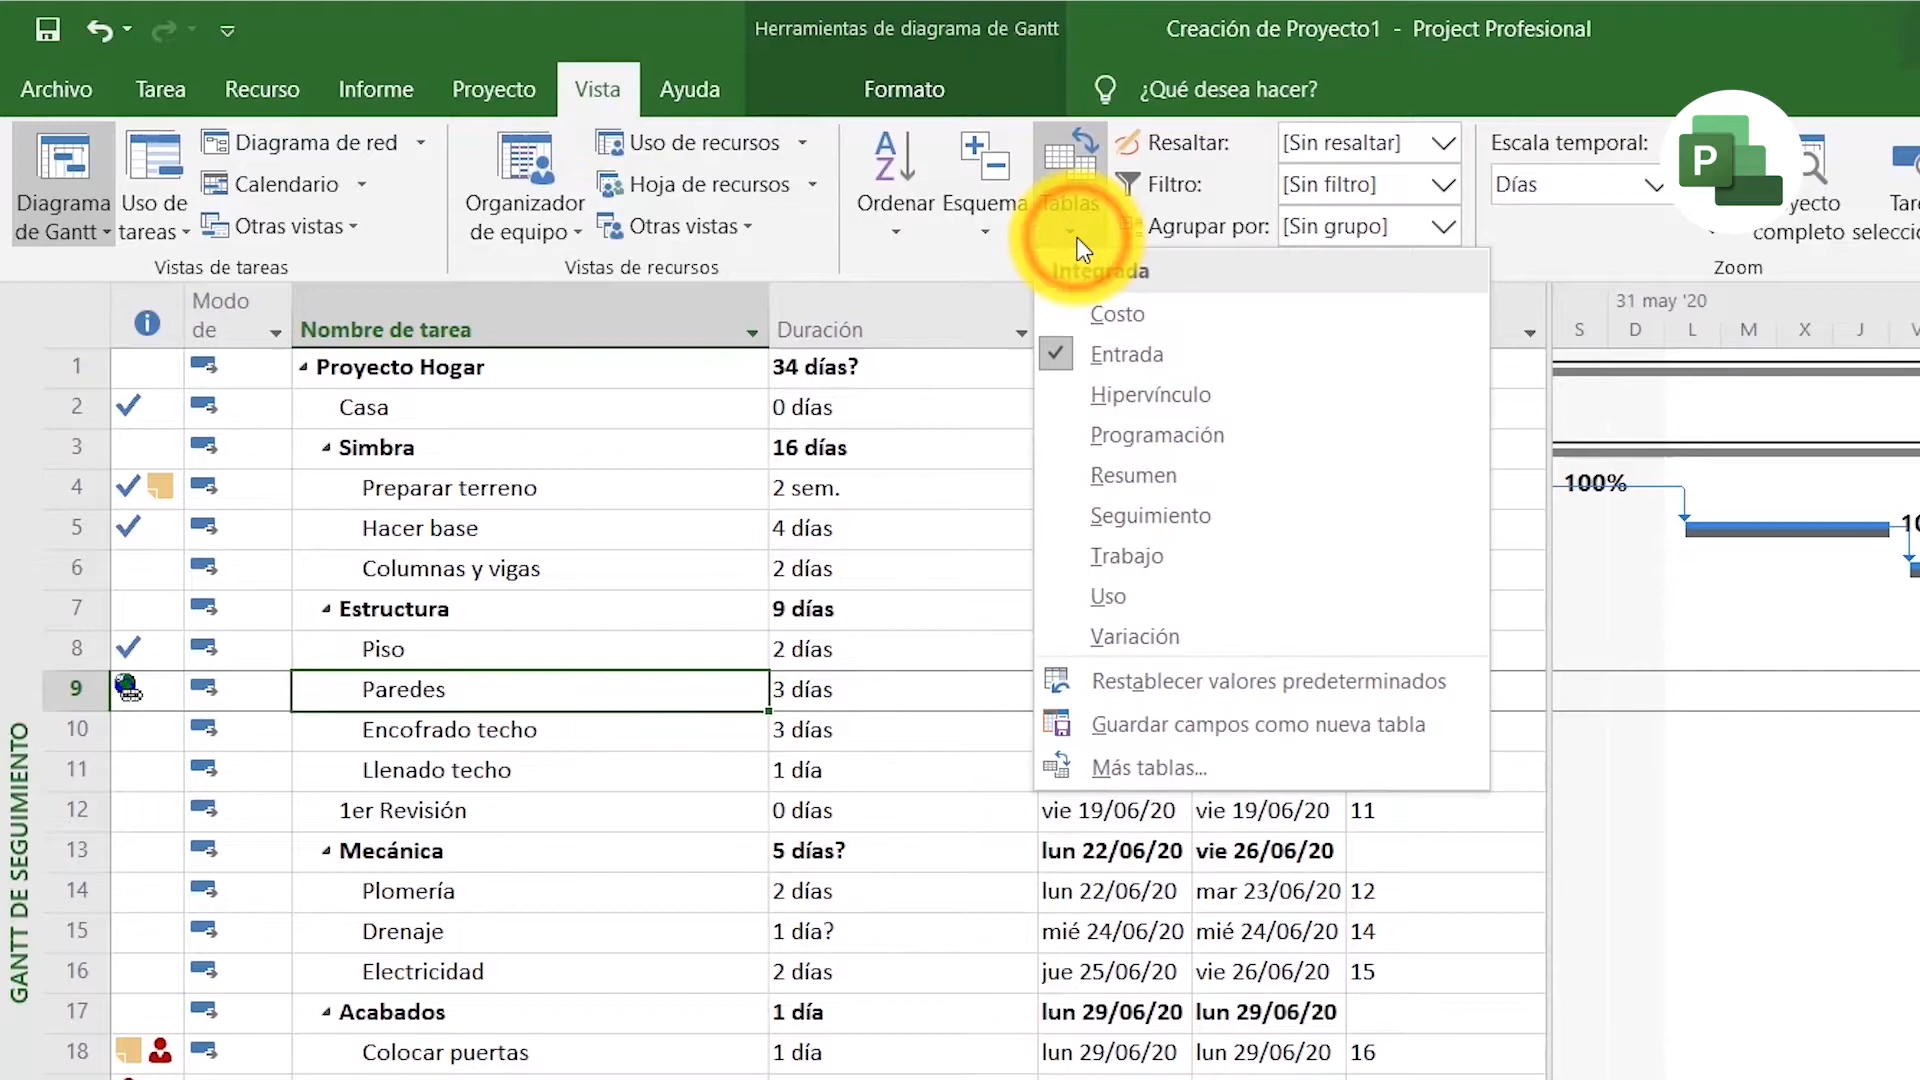 Herramientas de diagrama de Gantt
Creación de Proyecto1 - Project Profesional
Archivo Tarea Recurso Informe Proyecto Vista Ayuda Formato ¿Qué desea hacer?
Diagrama de Gantt
Uso de tareas
Diagrama de red
Calendario
Otras vistas
Vistas de tareas
Organizador de equipo
Uso de recursos
Hoja de recursos
Otras vistas
Vistas de recursos
Ordenar
Esquema
Tablas
Resaltar: [Sin resaltar]
Filtro: [Sin filtro]
Agrupar por: [Sin grupo]
Escala temporal:
Días
P
completo
Zoom
Integrada
Costo
Entrada
Hipervínculo
Programación
Resumen
Seguimiento
Trabajo
Uso
Variación
Restablecer valores predeterminados
Guardar campos como nueva tabla
Más tablas...
Modo de
Nombre de tarea
Duración
31 may '20
S D L M X J V
1 Proyecto Hogar 34 días?
2 Casa 0 días
3 Simbra 16 días
4 Preparar terreno 2 sem. 100%
5 Hacer base 4 días
6 Columnas y vigas 2 días
7 Estructura 9 días
8 Piso 2 días
9 Paredes 3 días
10 Encofrado techo 3 días
11 Llenado techo 1 día
12 1er Revisión 0 días vie 19/06/20 vie 19/06/20 11
13 Mecánica 5 días? lun 22/06/20 vie 26/06/20
14 Plomería 2 días lun 22/06/20 mar 23/06/20 12
15 Drenaje 1 día? mié 24/06/20 mié 24/06/20 14
16 Electricidad 2 días jue 25/06/20 vie 26/06/20 15
17 Acabados 1 día lun 29/06/20 lun 29/06/20
18 Colocar puertas 1 día lun 29/06/20 lun 29/06/20 16
GANTT DE SEGUIMIENTO